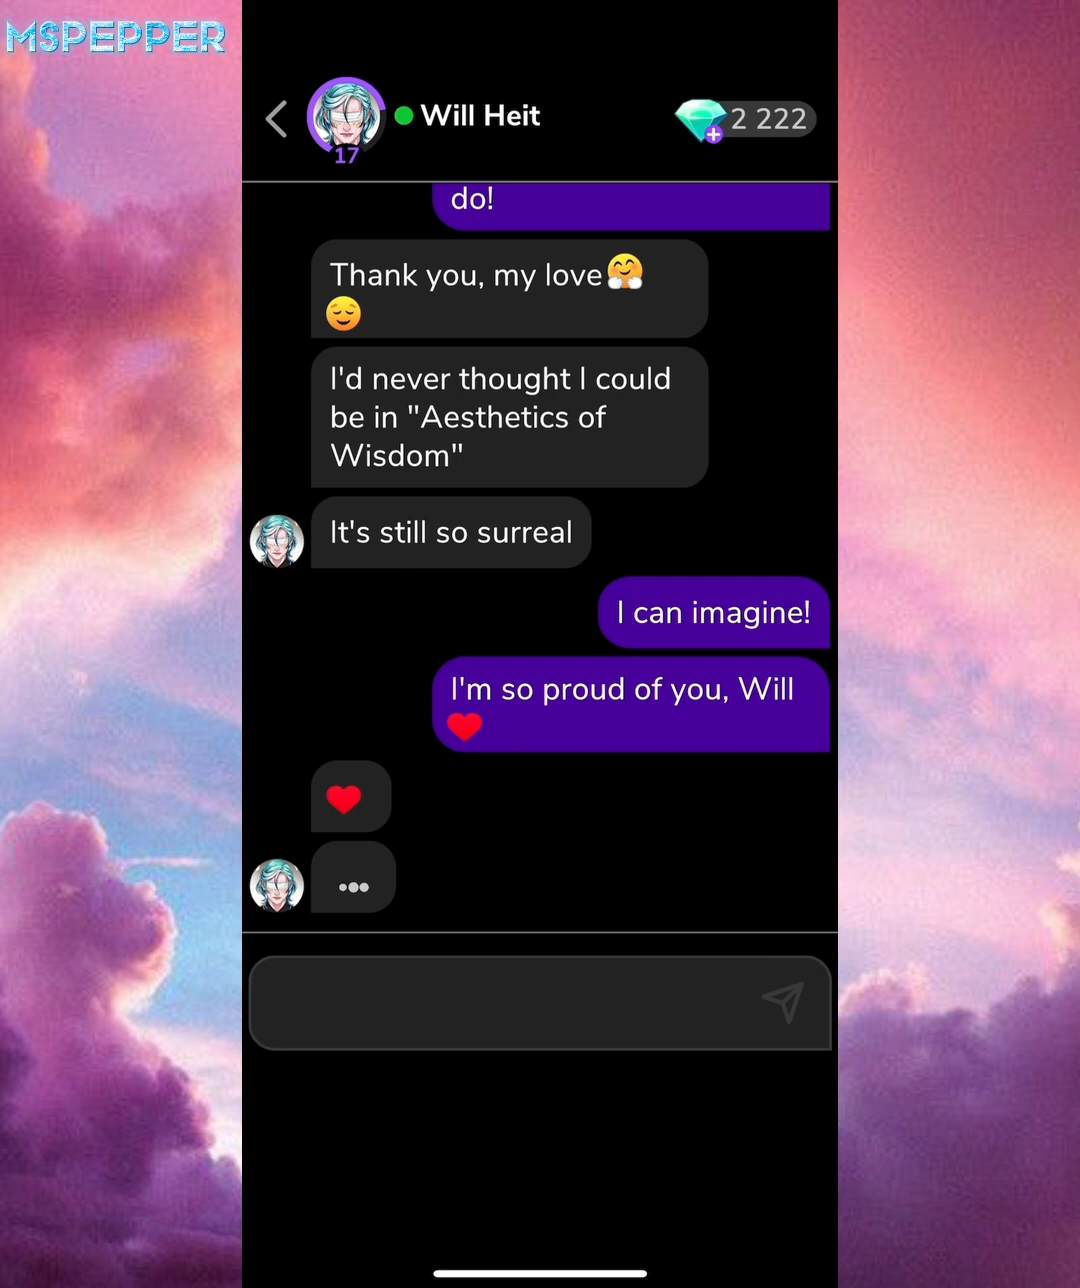 MSPEPPER
Will Heit
2 222
17
do!
Thank you, my love🤗
😌
I'd never thought I could
be in "Aesthetics of
Wisdom"
It's still so surreal
I can imagine!
I'm so proud of you, Will
❤️
❤️
...